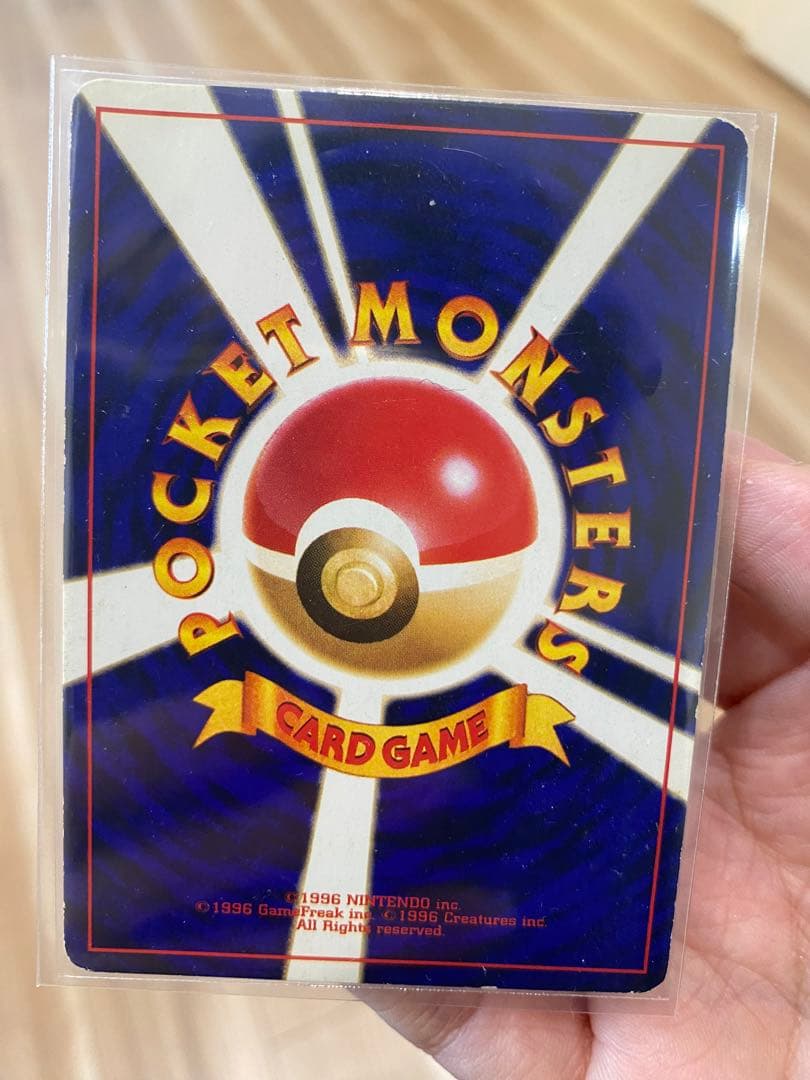 POCKET MONSTERS
CARD GAME
©1996 NINTENDO inc.
©1996 GameFreak inc. ©1996 Creatures inc.
All Rights reserved.